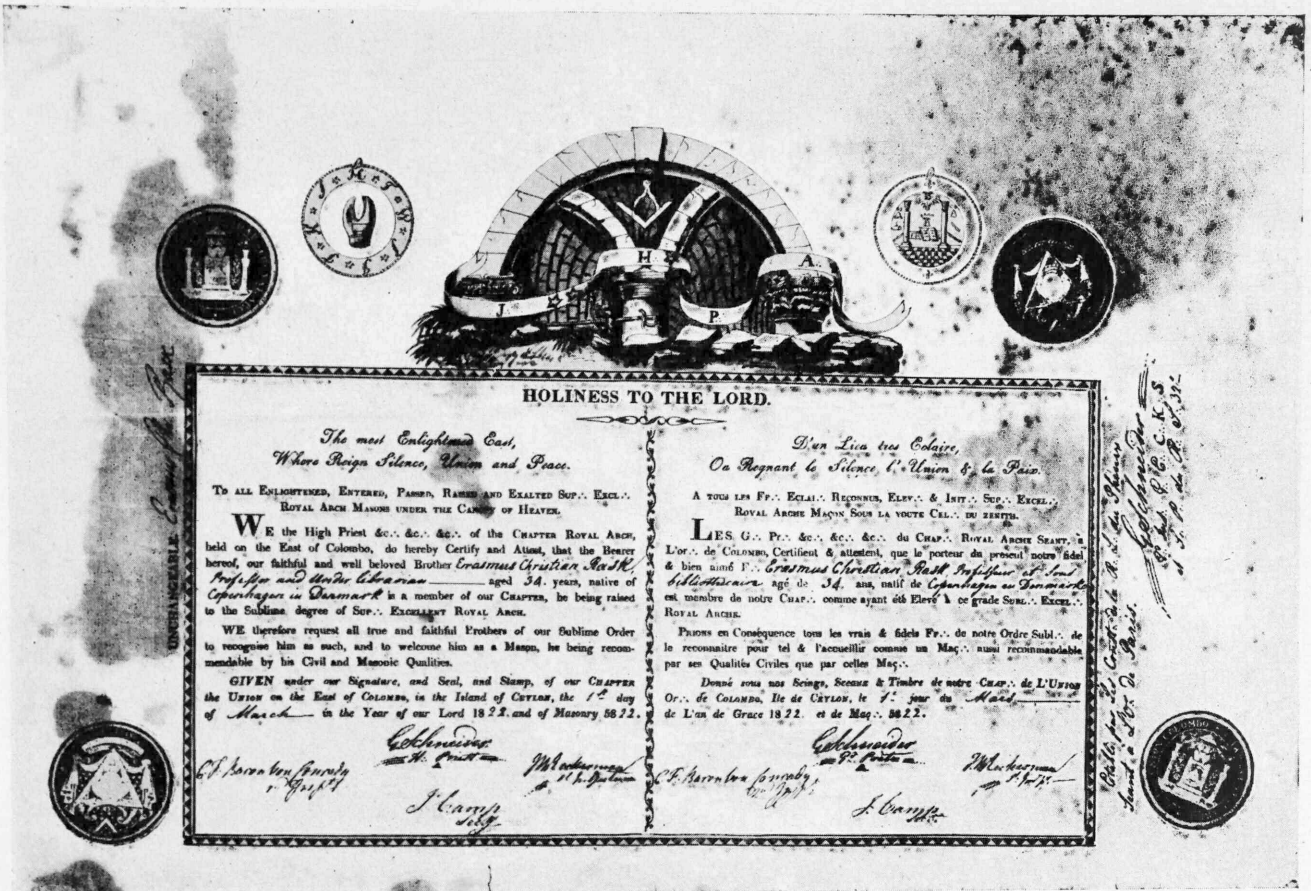 K * J * H * T * W * J * J *
H
A
J
P
UNCHANGEABLE
HOLINESS TO THE LORD.
The most Enlightened East,
Where Reign Silence, Union and Peace.
To all Enlightened, Entered, Passed, Raised and Exalted Sup∴ Excl∴
Royal Arch Masons under the Canopy of Heaven.
WE the High Priest &c∴ &c∴ &c∴ of the Chapter Royal Arch,
held on the East of Colombo, do hereby Certify and Attest, that the Bearer
hereof, our faithful and well beloved Brother Erasmus Christian Rask,
Professor and Under librarian aged 34. years, native of
Copenhagen in Denmark is a member of our Chapter, he being raised
to the Sublime degree of Sup∴ Excellent Royal Arch.
WE therefore request all true and faithful Brothers of our Sublime Order
to recognise him as such, and to welcome him as a Mason, he being recom-
mendable by his Civil and Masonic Qualities.
GIVEN under our Signature, and Seal, and Stamp, of our Chapter
the Union on the East of Colombo, in the Island of Ceylon, the 1st day
of March in the Year of our Lord 1822. and of Masonry 5822.
GSchneider
H. Priest
J. Camp
D'un Lieu tres Eclaire,
Ou Regnant le Silence, l'Union & la Paix.
A tous les Fr∴ Eclai∴ Reconnus, Elev∴ & Init∴ Sup∴ Excel∴
Royal Arche Maçon Sous la voute Cel∴ du zenith.
LES G∴ Pr∴ &c∴ &c∴ &c∴ du Chap∴ Royal Arche Seant, a
L'or∴ de Colombo, Certifient & attestent, que le porteur du present notre fidel
& bien aimé F∴ Erasmus Christian Rask, Professeur et Sous
bibliothecaire agé de 34. ans, natif de Copenhague en Dannemark
est membre de notre Chap∴ comme ayant été Elevé à ce grade Subl∴ Excel∴
Royal Arche.
Prions en Conséquence tous les vrais & fidels Fr∴ de notre Ordre Subl∴ de
le reconnaitre pour tel & l'accueillir comme un Maç∴ aussi recommandable
par ses Qualités Civiles que par celles Maç∴
Donné sous nos Seings, Sceaux & Timbre de notre Chap∴ de L'Union
Or∴ de Colombo, Ile de Ceylon, le 1r jour du Mars
de L'an de Grace 1822. et de Maç∴ 5822.
GSchneider
J. Camp
GSchneider